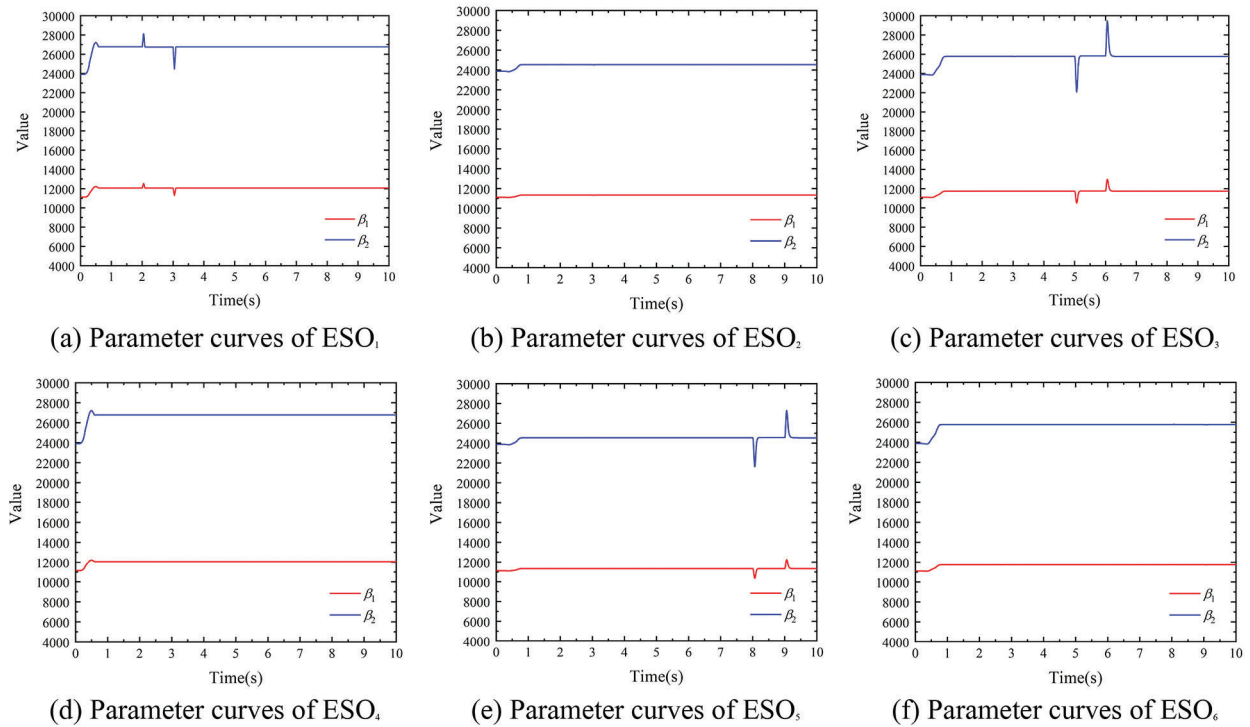 30000
28000
26000
24000
22000
20000
18000
16000
14000
12000
10000
8000
6000
4000
Value
β₁
β₂
0 1 2 3 4 5 6 7 8 9 10
Time(s)
(a) Parameter curves of ESO₁
30000
28000
26000
24000
22000
20000
18000
16000
14000
12000
10000
8000
6000
4000
Value
β₁
β₂
0 1 2 3 4 5 6 7 8 9 10
Time(s)
(b) Parameter curves of ESO₂
30000
28000
26000
24000
22000
20000
18000
16000
14000
12000
10000
8000
6000
4000
Value
β₁
β₂
0 1 2 3 4 5 6 7 8 9 10
Time(s)
(c) Parameter curves of ESO₃
30000
28000
26000
24000
22000
20000
18000
16000
14000
12000
10000
8000
6000
4000
Value
β₁
β₂
0 1 2 3 4 5 6 7 8 9 10
Time(s)
(d) Parameter curves of ESO₄
30000
28000
26000
24000
22000
20000
18000
16000
14000
12000
10000
8000
6000
4000
Value
β₁
β₂
0 1 2 3 4 5 6 7 8 9 10
Time(s)
(e) Parameter curves of ESO₅
30000
28000
26000
24000
22000
20000
18000
16000
14000
12000
10000
8000
6000
4000
Value
β₁
β₂
0 1 2 3 4 5 6 7 8 9 10
Time(s)
(f) Parameter curves of ESO₆